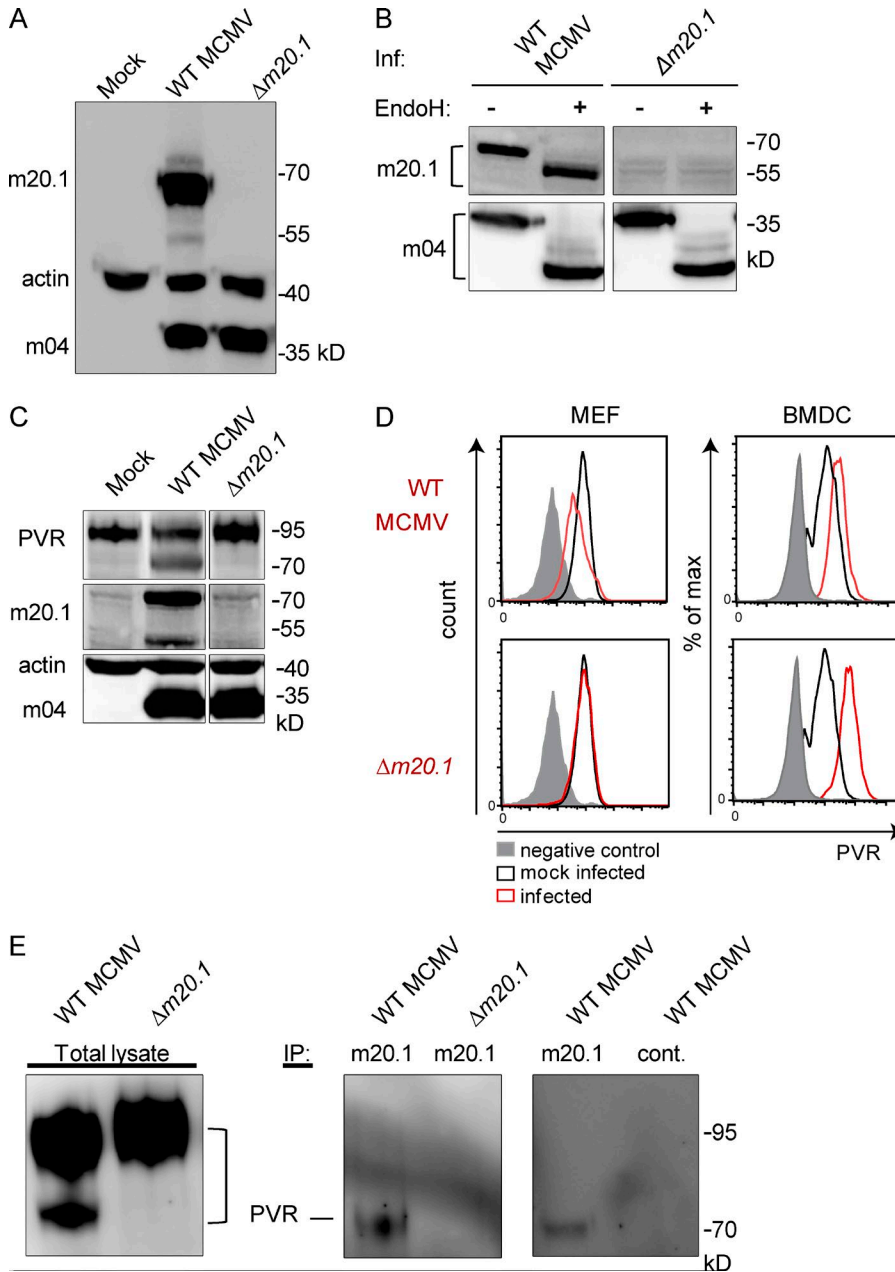 A
Mock
WT MCMV
Δm20.1
m20.1
actin
m04
-70
-55
-40
-35 kD
B
Inf:
WT
MCMV
Δm20.1
EndoH:
- + - +
m20.1
m04
-70
-55
-35
kD
C
Mock
WT MCMV
Δm20.1
PVR
m20.1
actin
m04
-95
-70
-70
-55
-40
-35
kD
D
MEF
BMDC
WT
MCMV
Δm20.1
count
% of max
0
0
0
0
0
0
0
0
PVR
negative control
mock infected
infected
E
WT MCMV
Δm20.1
WT MCMV
Δm20.1
WT MCMV
WT MCMV
Total lysate
IP:
m20.1
m20.1
m20.1
cont.
PVR
-95
-70
kD